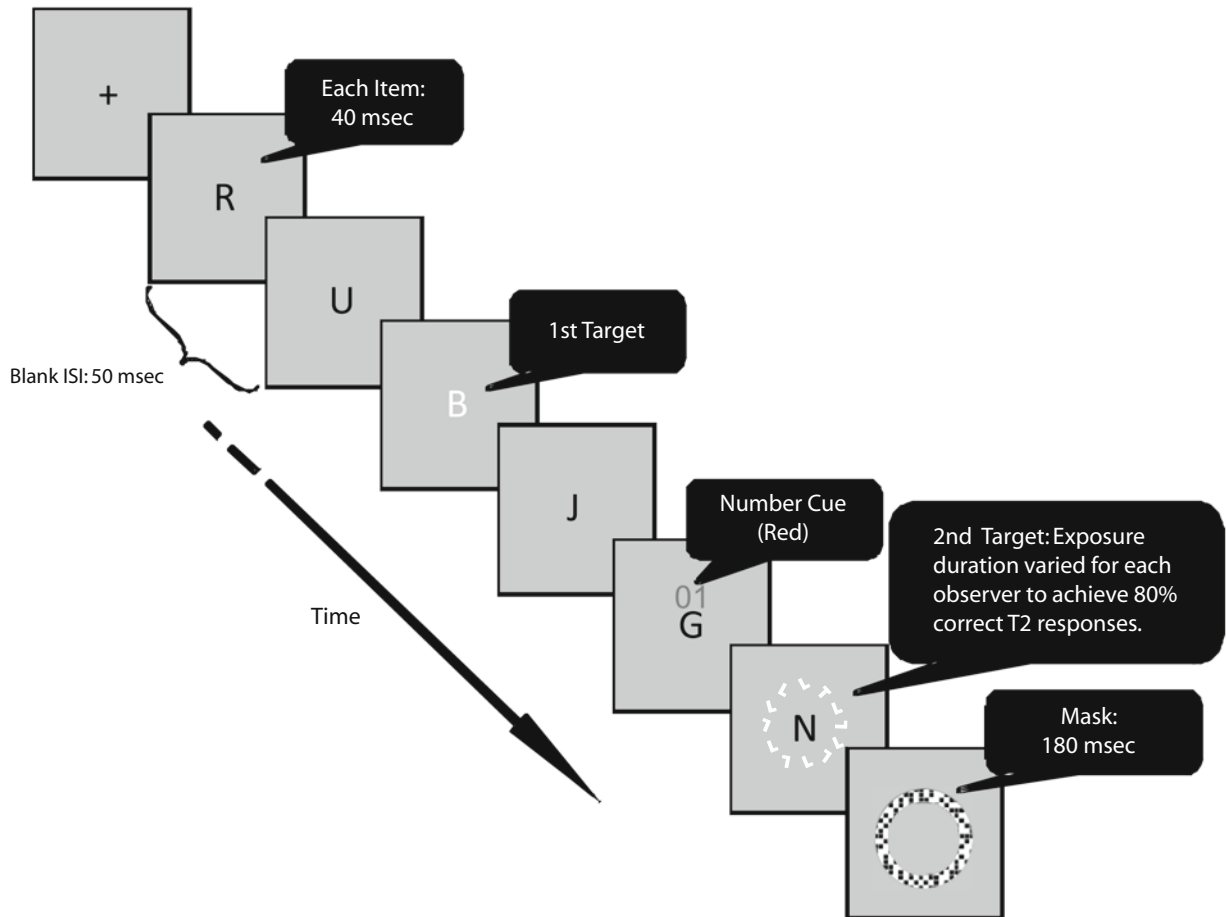 +
Each Item:
40 msec
R
U
Blank ISI: 50 msec
1st Target
B
J
Number Cue
(Red)
01
G
Time
2nd Target: Exposure
duration varied for each
observer to achieve 80%
correct T2 responses.
N
Mask:
180 msec